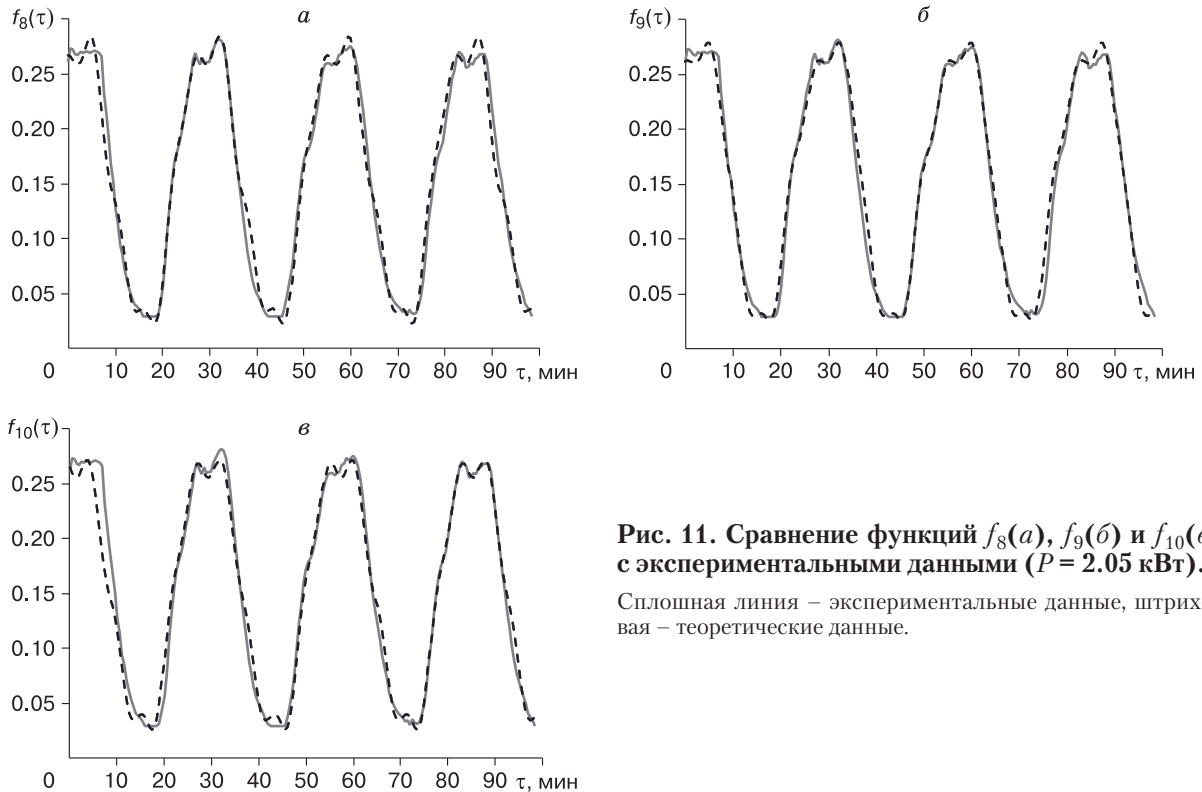 f8(τ)
а
0.25
0.20
0.15
0.10
0.05
0 10 20 30 40 50 60 70 80 90 τ, мин
f9(τ)
б
0.25
0.20
0.15
0.10
0.05
0 10 20 30 40 50 60 70 80 90 τ, мин
f10(τ)
в
0.25
0.20
0.15
0.10
0.05
0 10 20 30 40 50 60 70 80 90 τ, мин
Рис. 11. Сравнение функций f8(а), f9(б) и f10(в
с экспериментальными данными (P = 2.05 кВт).
Сплошная линия – экспериментальные данные, штрих
вая – теоретические данные.